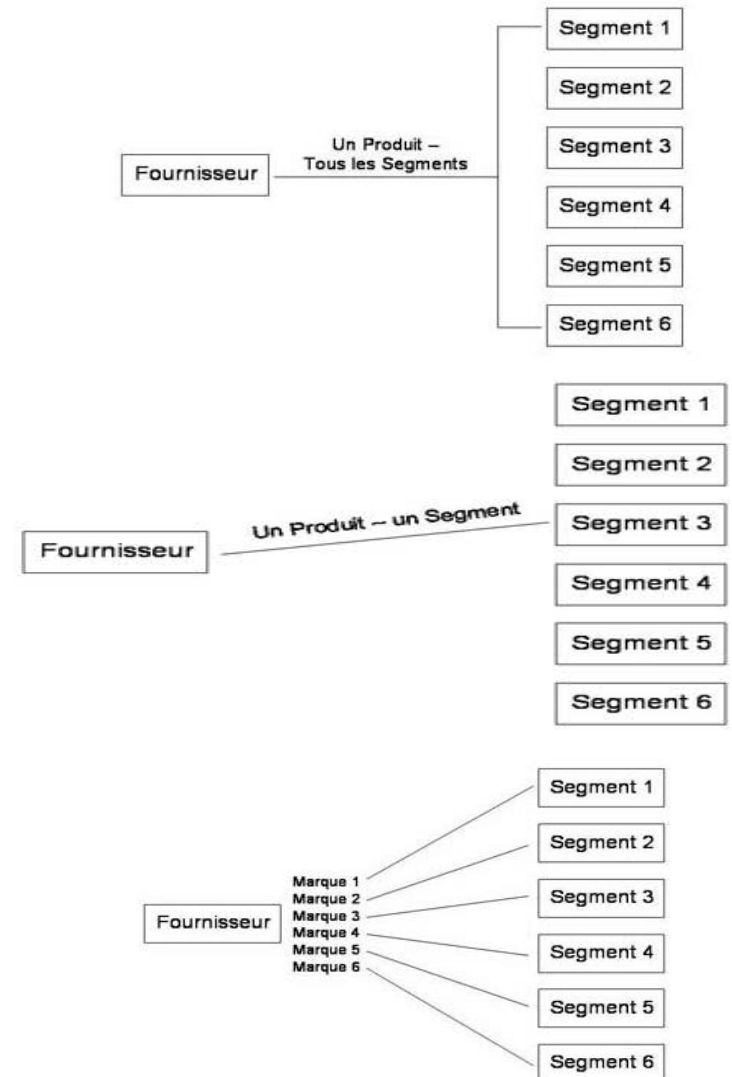 Segment 1
Segment 2
Un Produit –
Tous les Segments
Segment 3
Fournisseur
Segment 4
Segment 5
Segment 6
Segment 1
Segment 2
Un Produit – un Segment
Segment 3
Fournisseur
Segment 4
Segment 5
Segment 6
Segment 1
Segment 2
Marque 1
Marque 2
Marque 3
Marque 4
Marque 5
Marque 6
Fournisseur
Segment 3
Segment 4
Segment 5
Segment 6